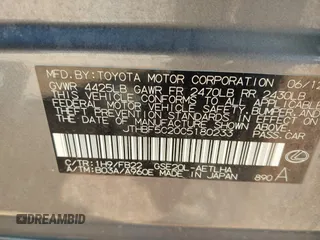 MFD.BY: TOYOTA MOTOR CORPORATION 06/12
GVWR 4425LB GAWR FR 2470LB RR 2430LB
THIS VEHICLE CONFORMS TO ALL APPLICABLE
FEDERAL MOTOR VEHICLE SAFETY, BUMPER, AND
THEFT PREVENTION STANDARDS IN EFFECT ON
THE DATE OF MANUFACTURE SHOWN ABOVE.
JTHBF5C20C5180233 PASS.CAR
C/TR: 1H9/FB22 GSE20L-AETLHA
A/TM: B03A/A960E MADE IN JAPAN 890 A